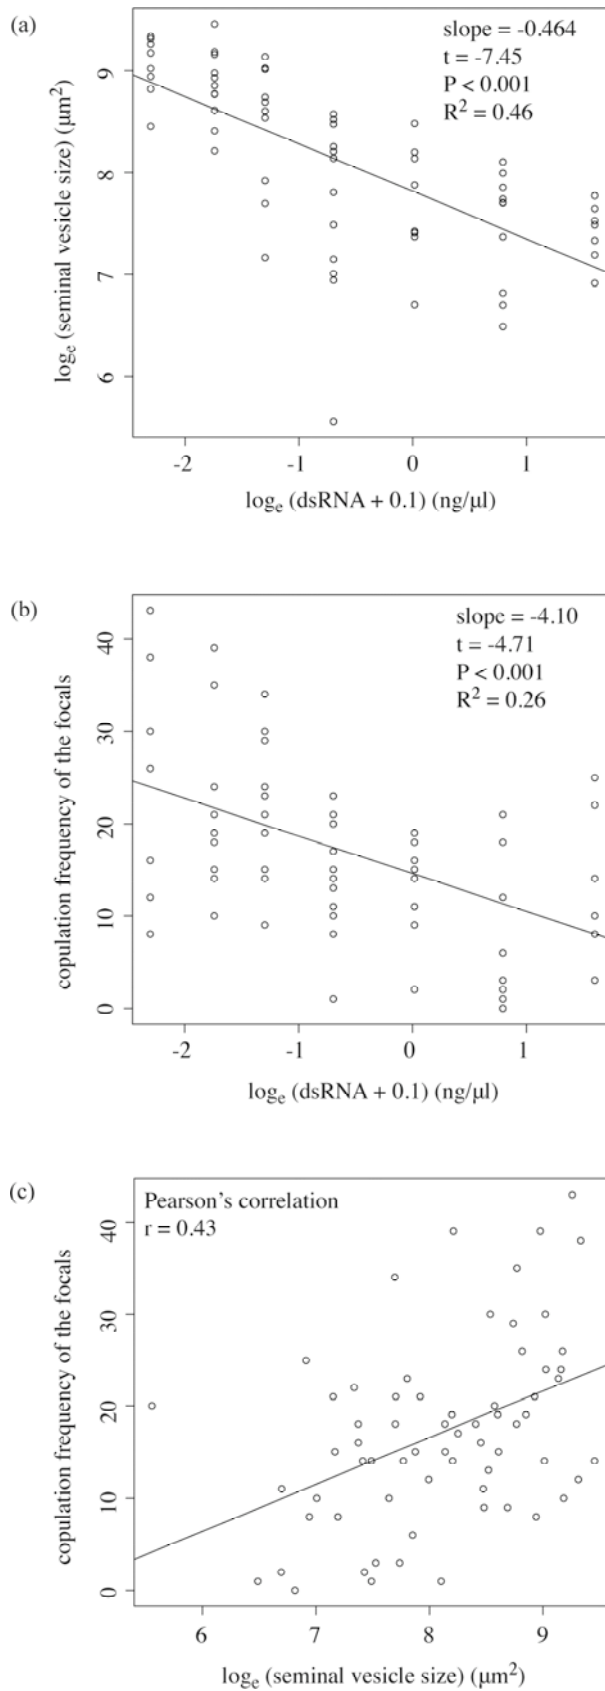 (a)
slope = -0.464
t = -7.45
P < 0.001
R² = 0.46
9
8
7
6
logₑ (seminal vesicle size) (µm²)
-2 -1 0 1
logₑ (dsRNA + 0.1) (ng/µl)
(b)
slope = -4.10
t = -4.71
P < 0.001
R² = 0.26
40
30
20
10
0
copulation frequency of the focals
-2 -1 0 1
logₑ (dsRNA + 0.1) (ng/µl)
(c)
Pearson's correlation
r = 0.43
40
30
20
10
0
copulation frequency of the focals
6 7 8 9
logₑ (seminal vesicle size) (µm²)